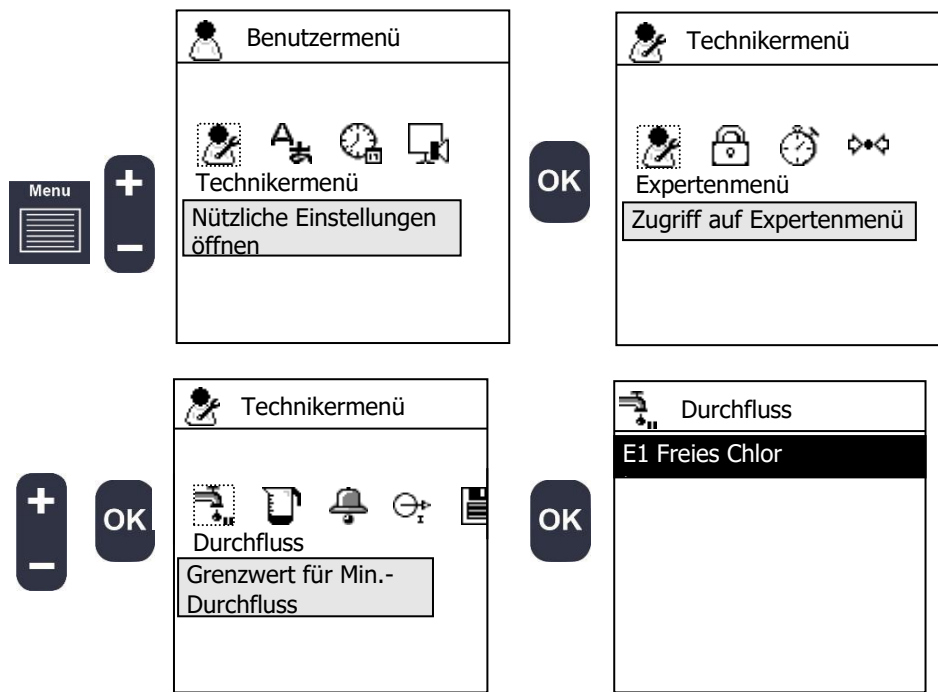 Benutzermenü
Technikermenü
Nützliche Einstellungen
öffnen
Menu
+
−
OK
Technikermenü
Expertenmenü
Zugriff auf Expertenmenü
+
−
OK
Technikermenü
Durchfluss
Grenzwert für Min.-
Durchfluss
OK
Durchfluss
E1 Freies Chlor